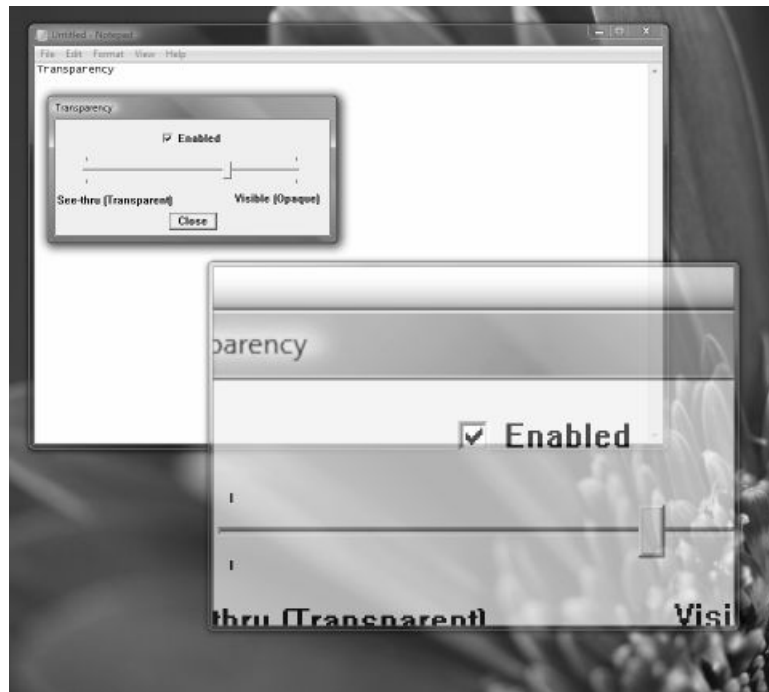 Untitled - Notepad
File Edit Format View Help
Transparency
Transparency
Enabled
See-thru (Transparent) Visible (Opaque)
Close
parency
Enabled
thru (Transparent) Visi